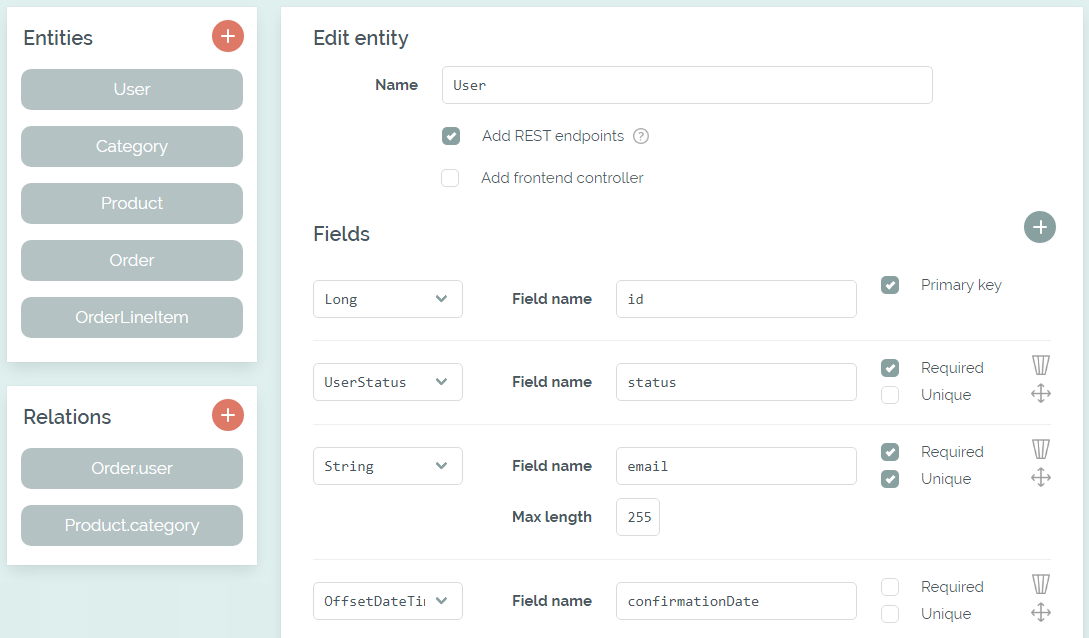 Entities
User
Category
Product
Order
OrderLineItem
Relations
Order.user
Product.category
Edit entity
Name User
Add REST endpoints ?
Add frontend controller
Fields
Long Field name id Primary key
UserStatus Field name status Required
Unique
String Field name email Required
Unique
Max length 255
OffsetDateTi Field name confirmationDate Required
Unique